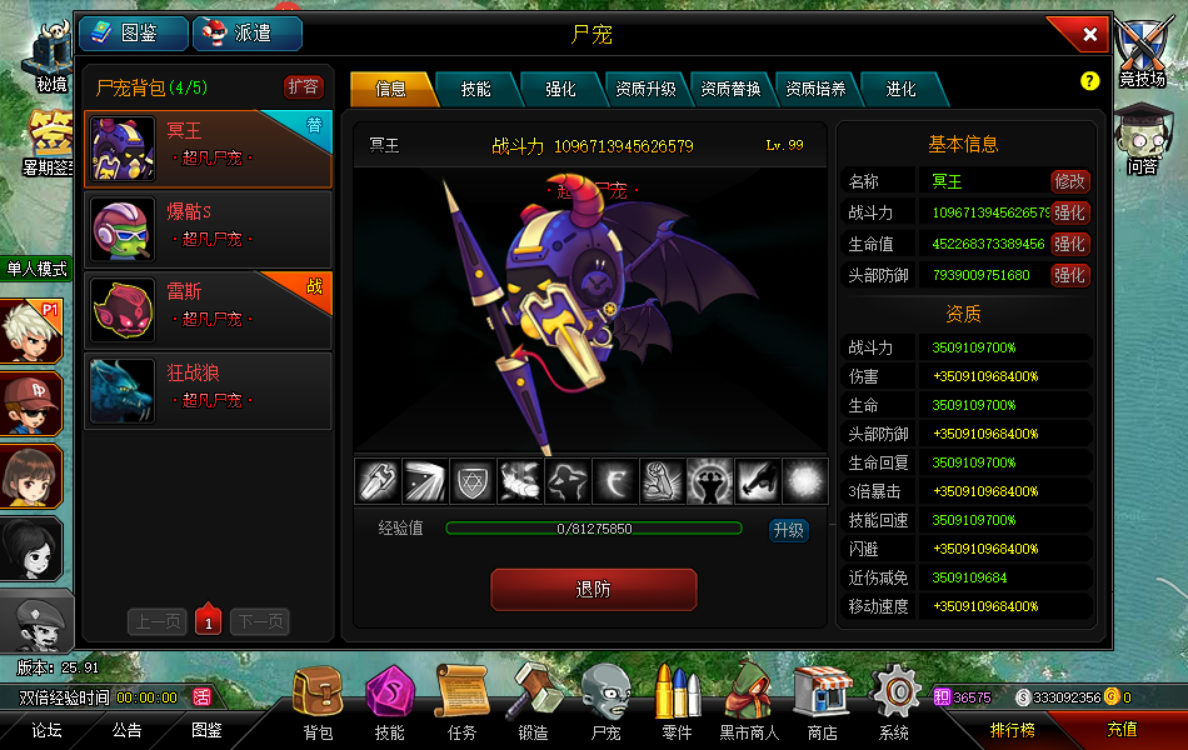 图鉴
派遣
尸宠
秘境
暑期签到
单人模式
P1
尸宠背包(4/5)
扩容
冥王
·超凡尸宠·
替
爆骷S
·超凡尸宠·
雷斯
·超凡尸宠·
战
狂战狼
·超凡尸宠·
上一页
1
下一页
信息
技能
强化
资质升级
资质替换
资质培养
进化
?
冥王
战斗力 1096713945626579
Lv.99
经验值
0/81275850
升级
退防
基本信息
名称 冥王 修改
战斗力 1096713945626579 强化
生命值 452268373389456 强化
头部防御 7939009751680 强化
资质
战斗力 3509109700%
伤害 +350910968400%
生命 3509109700%
头部防御 +350910968400%
生命回复 3509109700%
3倍暴击 +350910968400%
技能回速 3509109700%
闪避 +350910968400%
近伤减免 3509109684
移动速度 +350910968400%
竞技场
问答
版本: 25.91
双倍经验时间 00:00:00 活
论坛
公告
图鉴
背包
技能
任务
锻造
尸宠
零件
黑市商人
商店
系统
积 36575
S 333092356
G 0
排行榜
充值